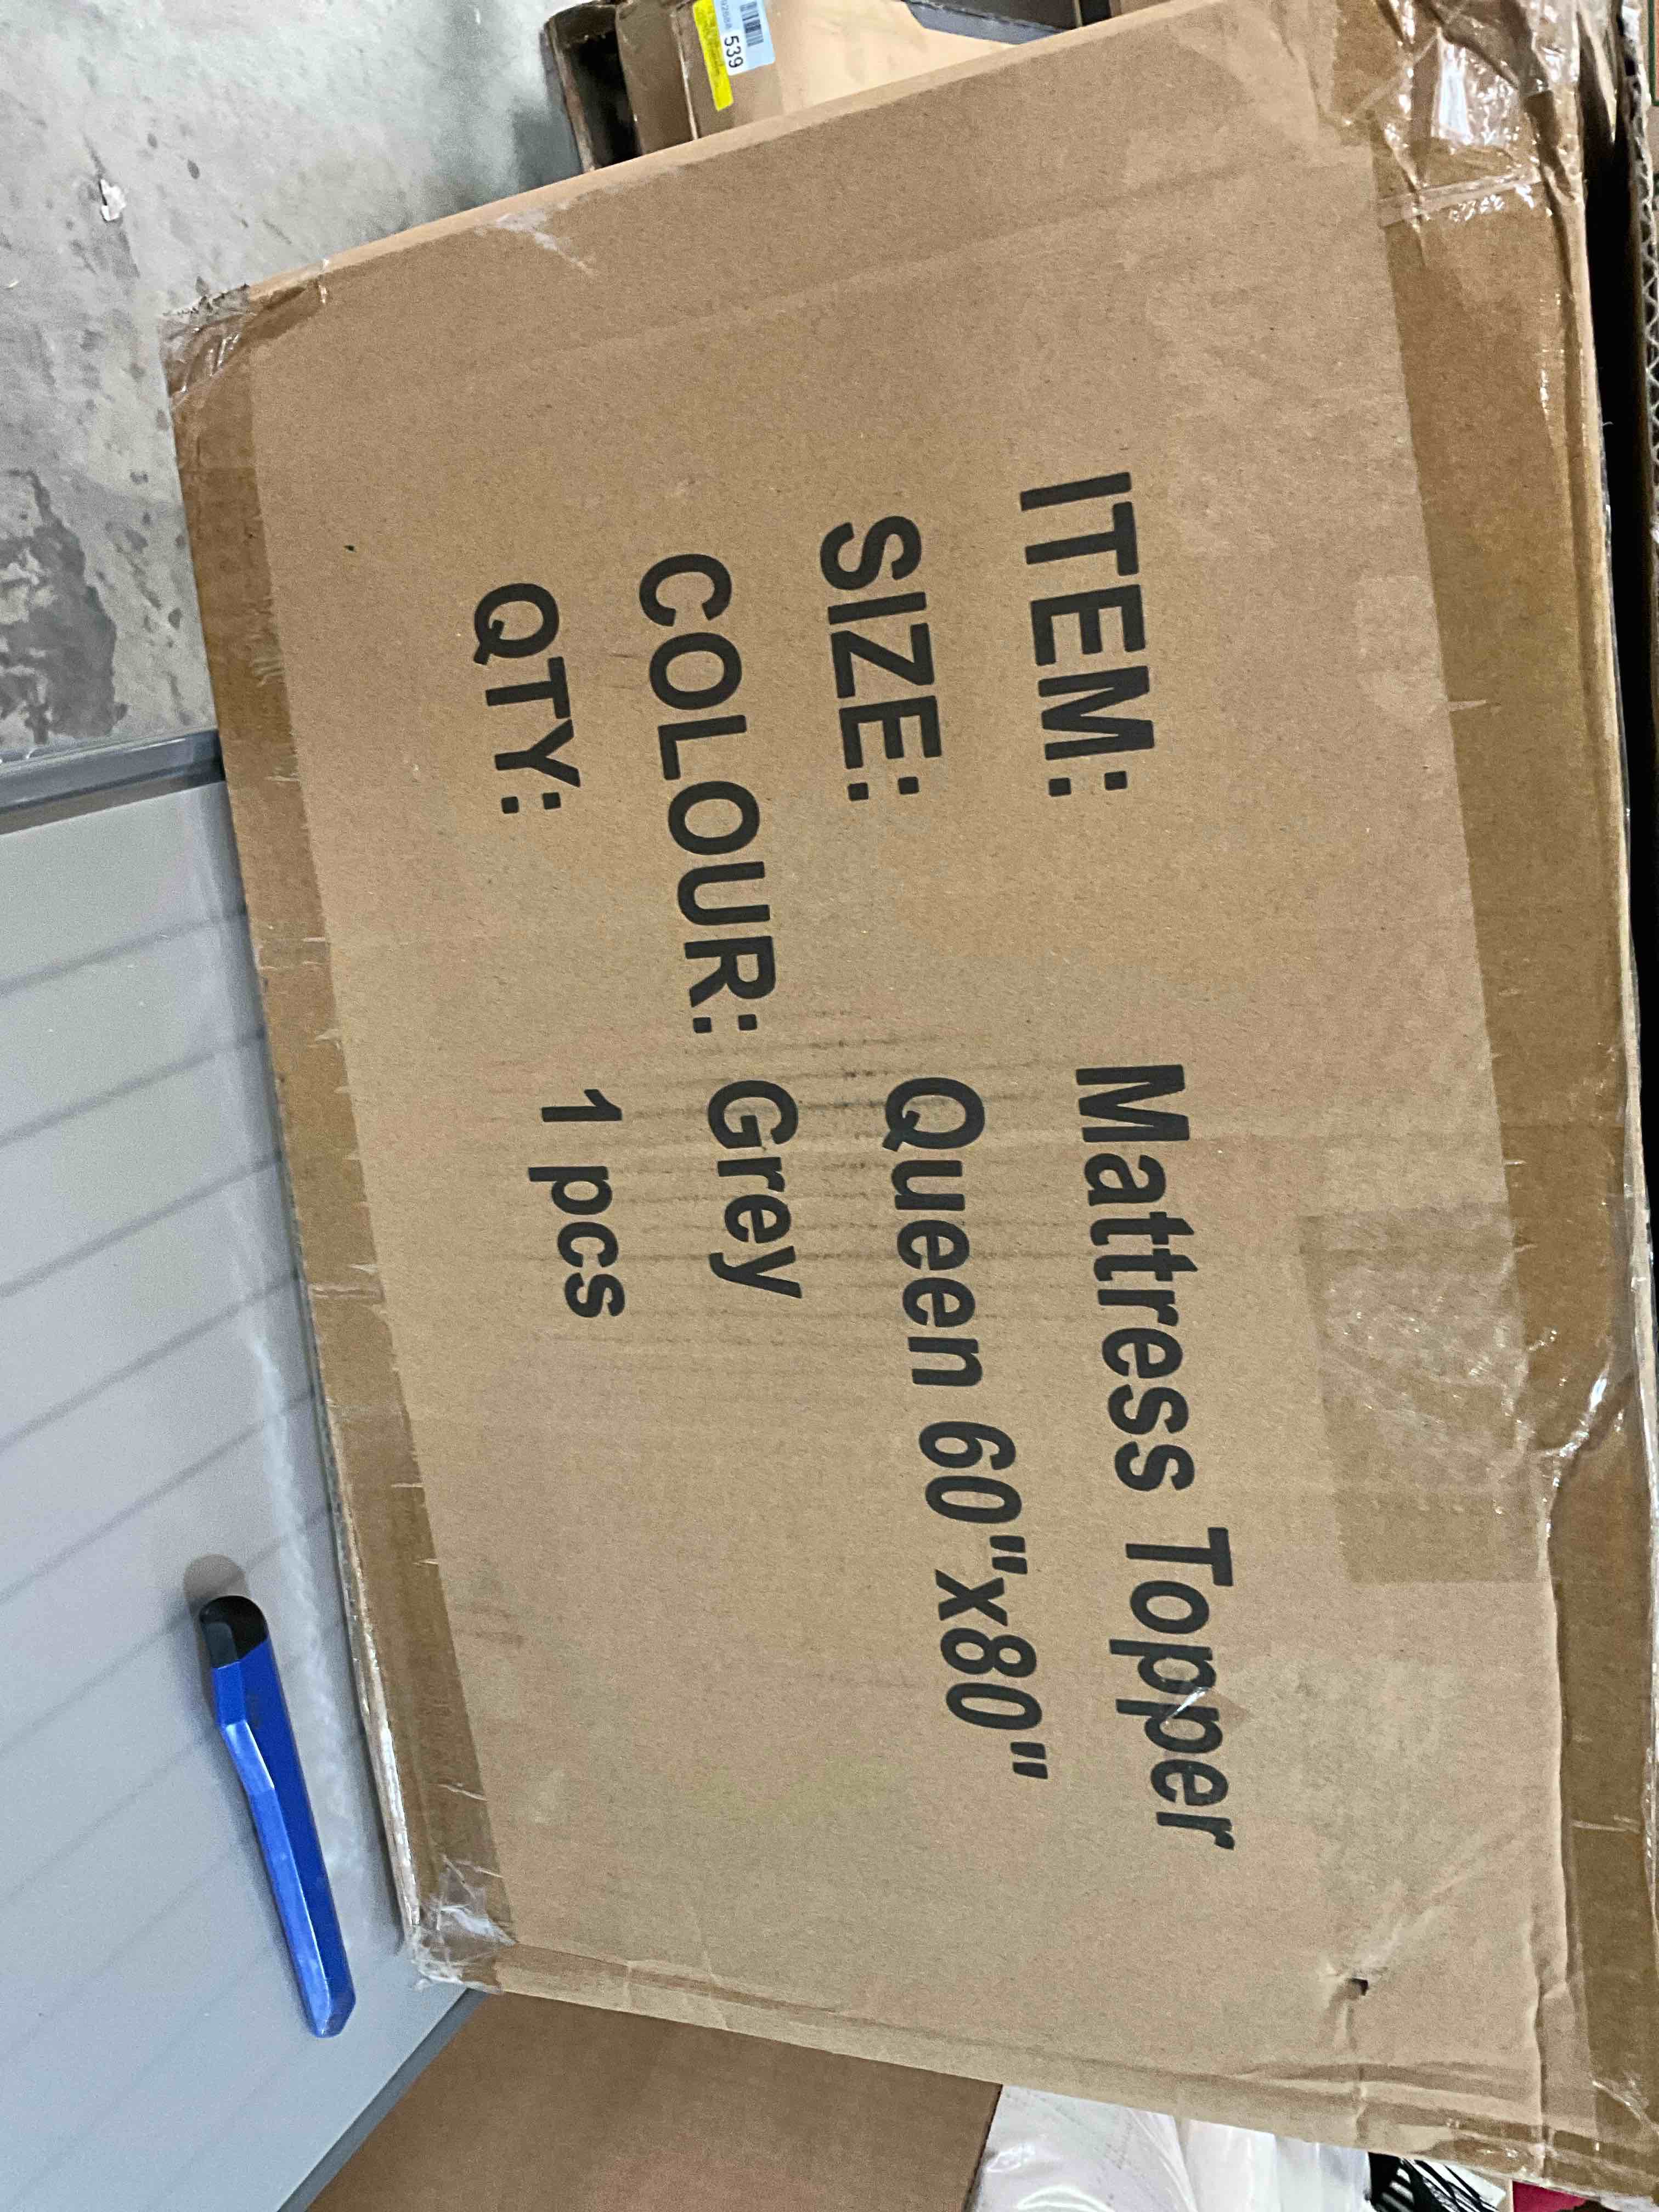 ITEM: Mattress Topper
SIZE: Queen 60"x80"
COLOUR: Grey
QTY: 1 pcs
539